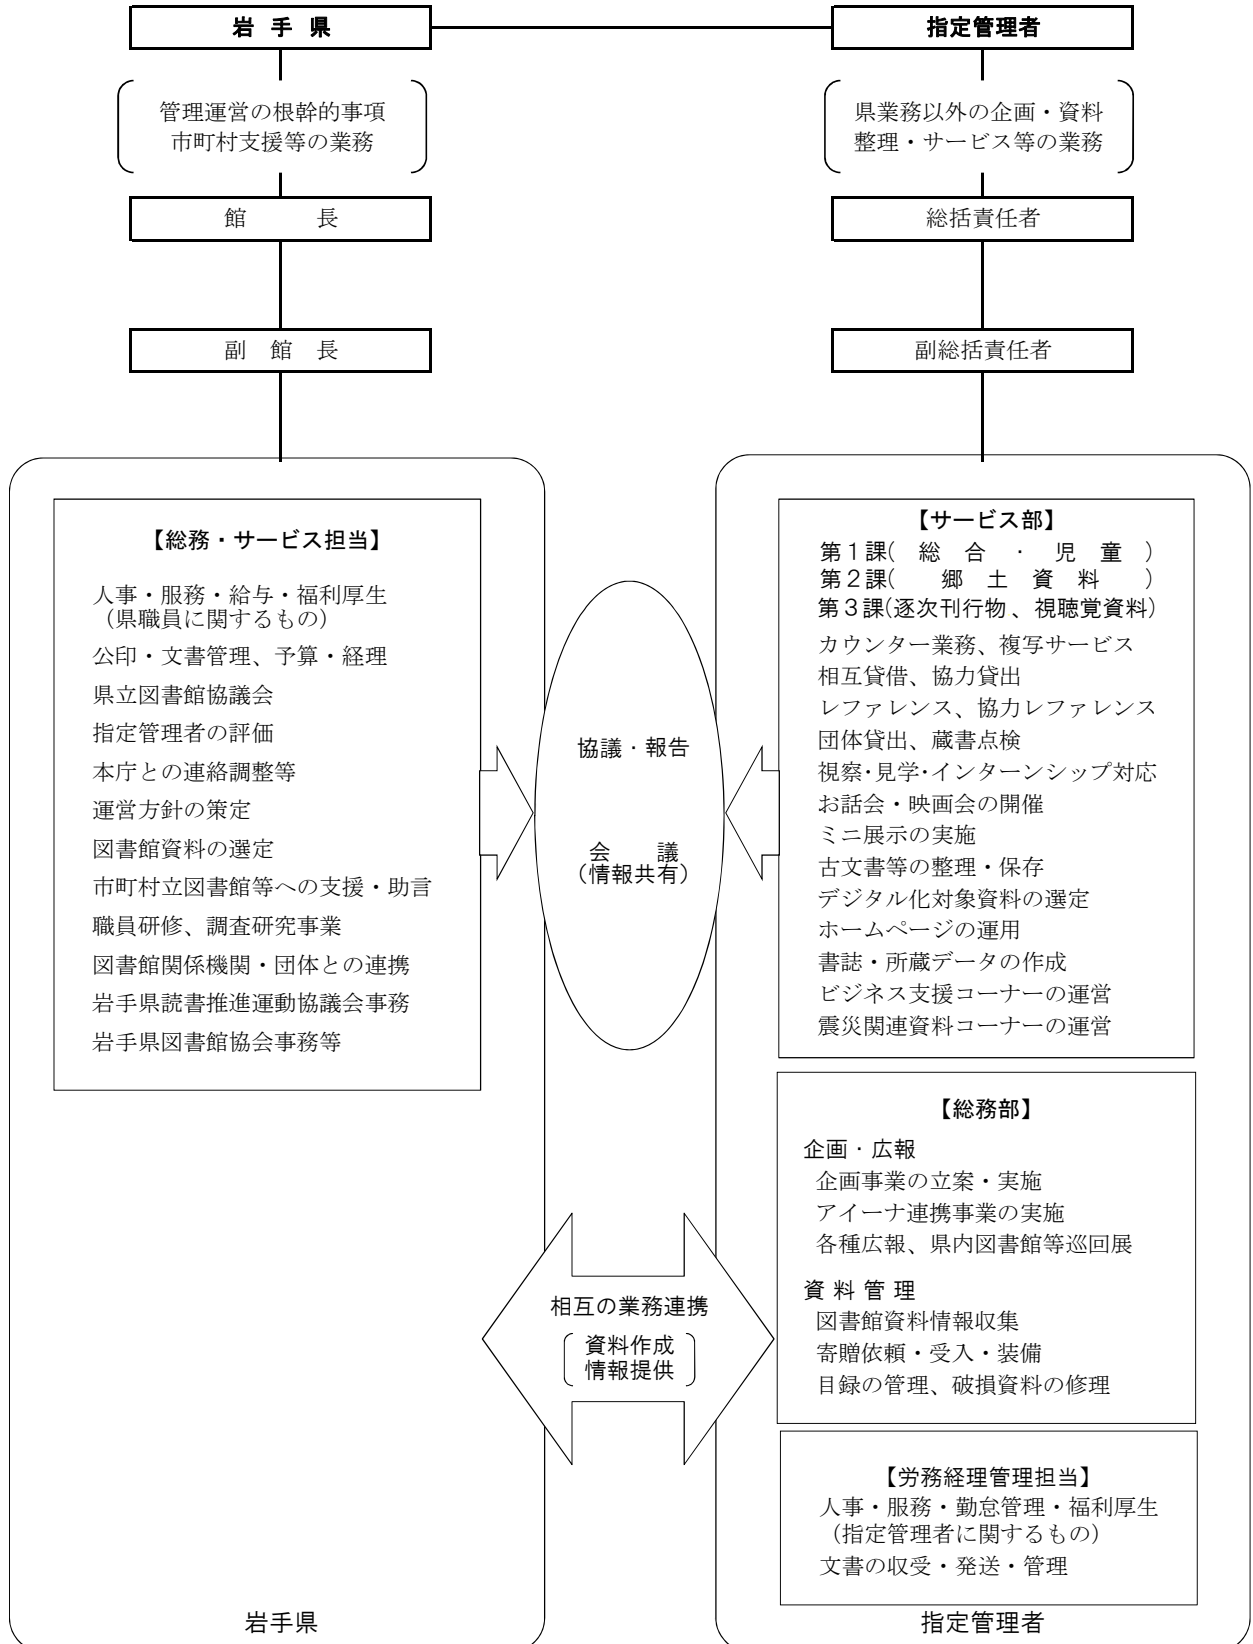 岩 手 県
指定管理者
管理運営の根幹的事項
市町村支援等の業務
県業務以外の企画・資料
整理・サービス等の業務
館 長
総括責任者
副 館 長
副総括責任者
【総務・サービス担当】
人事・服務・給与・福利厚生
(県職員に関するもの)
公印・文書管理、予算・経理
県立図書館協議会
指定管理者の評価
本庁との連絡調整等
運営方針の策定
図書館資料の選定
市町村立図書館等への支援・助言
職員研修、調査研究事業
図書館関係機関・団体との連携
岩手県読書推進運動協議会事務
岩手県図書館協会事務等
協議・報告
会 議
(情報共有)
【サービス部】
第1課( 総 合 ・ 児 童 )
第2課( 郷 土 資 料 )
第3課(逐次刊行物、視聴覚資料)
カウンター業務、複写サービス
相互貸借、協力貸出
レファレンス、協力レファレンス
団体貸出、蔵書点検
視察・見学・インターンシップ対応
お話会・映画会の開催
ミニ展示の実施
古文書等の整理・保存
デジタル化対象資料の選定
ホームページの運用
書誌・所蔵データの作成
ビジネス支援コーナーの運営
震災関連資料コーナーの運営
【総務部】
企画・広報
企画事業の立案・実施
アイーナ連携事業の実施
各種広報、県内図書館等巡回展
資 料 管 理
図書館資料情報収集
寄贈依頼・受入・装備
目録の管理、破損資料の修理
相互の業務連携
資料作成
情報提供
【労務経理管理担当】
人事・服務・勤怠管理・福利厚生
(指定管理者に関するもの)
文書の収受・発送・管理
岩手県
指定管理者